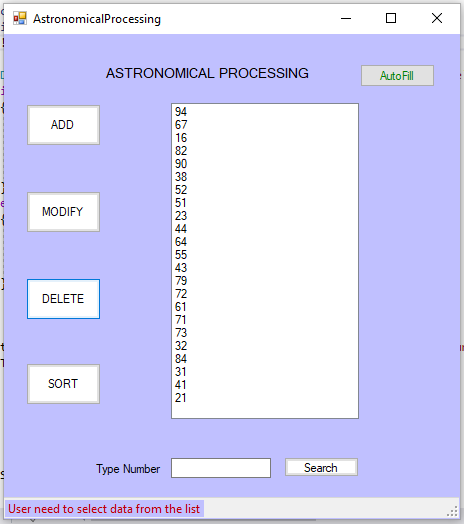 AstronomicalProcessing
ASTRONOMICAL PROCESSING
AutoFill
ADD
MODIFY
DELETE
SORT
94
67
16
82
90
38
52
51
23
44
64
55
43
79
72
61
71
73
32
84
31
41
21
Type Number
Search
User need to select data from the list